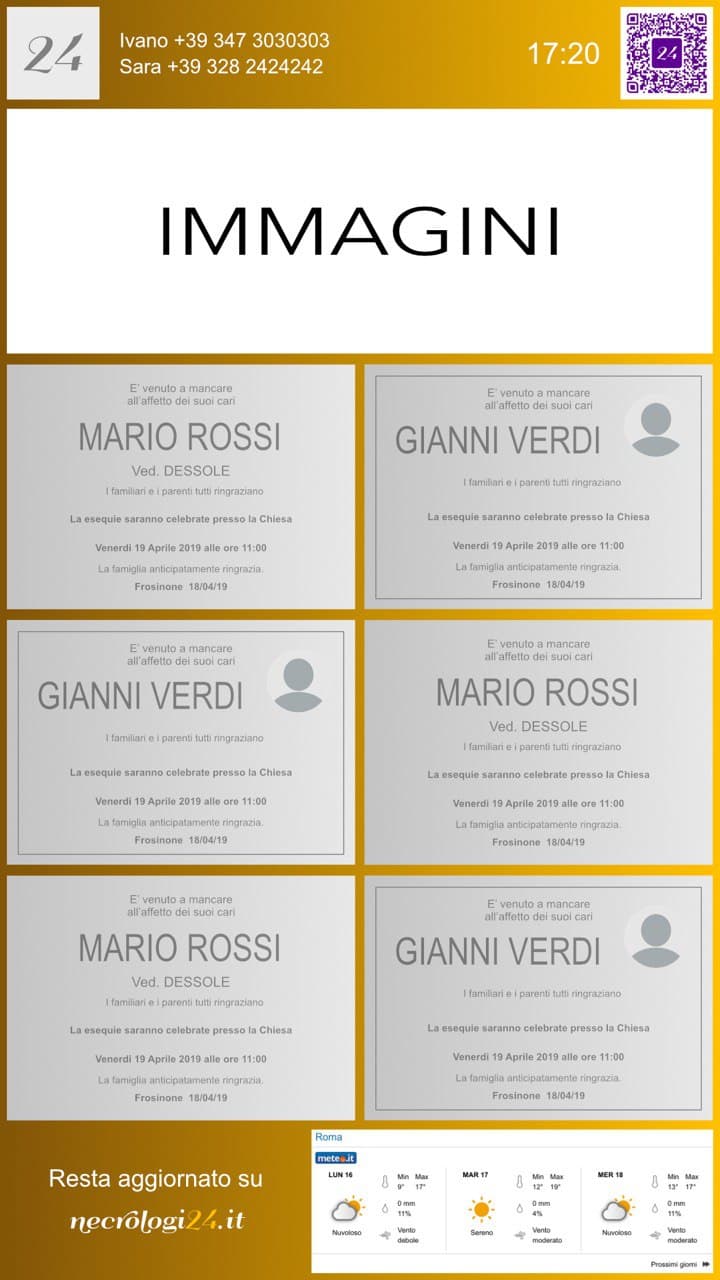 24
Ivano +39 347 3030303
Sara +39 328 2424242
17:20
24
IMMAGINI
E' venuto a mancare
all'affetto dei suoi cari
MARIO ROSSI
Ved. DESSOLE
I familiari e i parenti tutti ringraziano
La esequie saranno celebrate presso la Chiesa
Venerdì 19 Aprile 2019 alle ore 11:00
La famiglia anticipatamente ringrazia.
Frosinone 18/04/19
E' venuto a mancare
all'affetto dei suoi cari
GIANNI VERDI
I familiari e i parenti tutti ringraziano
La esequie saranno celebrate presso la Chiesa
Venerdì 19 Aprile 2019 alle ore 11:00
La famiglia anticipatamente ringrazia.
Frosinone 18/04/19
E' venuto a mancare
all'affetto dei suoi cari
GIANNI VERDI
I familiari e i parenti tutti ringraziano
La esequie saranno celebrate presso la Chiesa
Venerdì 19 Aprile 2019 alle ore 11:00
La famiglia anticipatamente ringrazia.
Frosinone 18/04/19
E' venuto a mancare
all'affetto dei suoi cari
MARIO ROSSI
Ved. DESSOLE
I familiari e i parenti tutti ringraziano
La esequie saranno celebrate presso la Chiesa
Venerdì 19 Aprile 2019 alle ore 11:00
La famiglia anticipatamente ringrazia.
Frosinone 18/04/19
E' venuto a mancare
all'affetto dei suoi cari
MARIO ROSSI
Ved. DESSOLE
I familiari e i parenti tutti ringraziano
La esequie saranno celebrate presso la Chiesa
Venerdì 19 Aprile 2019 alle ore 11:00
La famiglia anticipatamente ringrazia.
Frosinone 18/04/19
E' venuto a mancare
all'affetto dei suoi cari
GIANNI VERDI
I familiari e i parenti tutti ringraziano
La esequie saranno celebrate presso la Chiesa
Venerdì 19 Aprile 2019 alle ore 11:00
La famiglia anticipatamente ringrazia.
Frosinone 18/04/19
Resta aggiornato su
necrologi24.it
Roma
meteo.it
LUN 16
Min Max
9° 17°
0 mm
11%
Nuvoloso
Vento
debole
MAR 17
Min Max
12° 19°
0 mm
4%
Sereno
Vento
moderato
MER 18
Min Max
13° 17°
0 mm
11%
Nuvoloso
Vento
moderato
Prossimi giorni